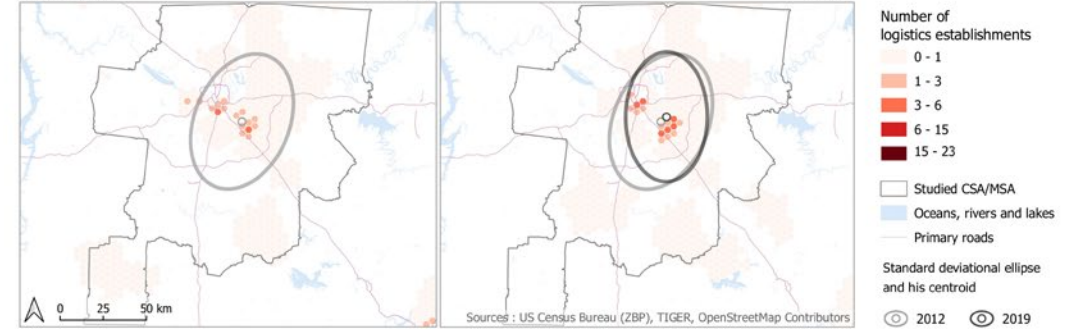 0 25 50 km
Sources : US Census Bureau (ZBP), TIGER, OpenStreetMap Contributors
Number of
logistics establishments
0 - 1
1 - 3
3 - 6
6 - 15
15 - 23
Studied CSA/MSA
Oceans, rivers and lakes
Primary roads
Standard deviational ellipse
and his centroid
2012 2019